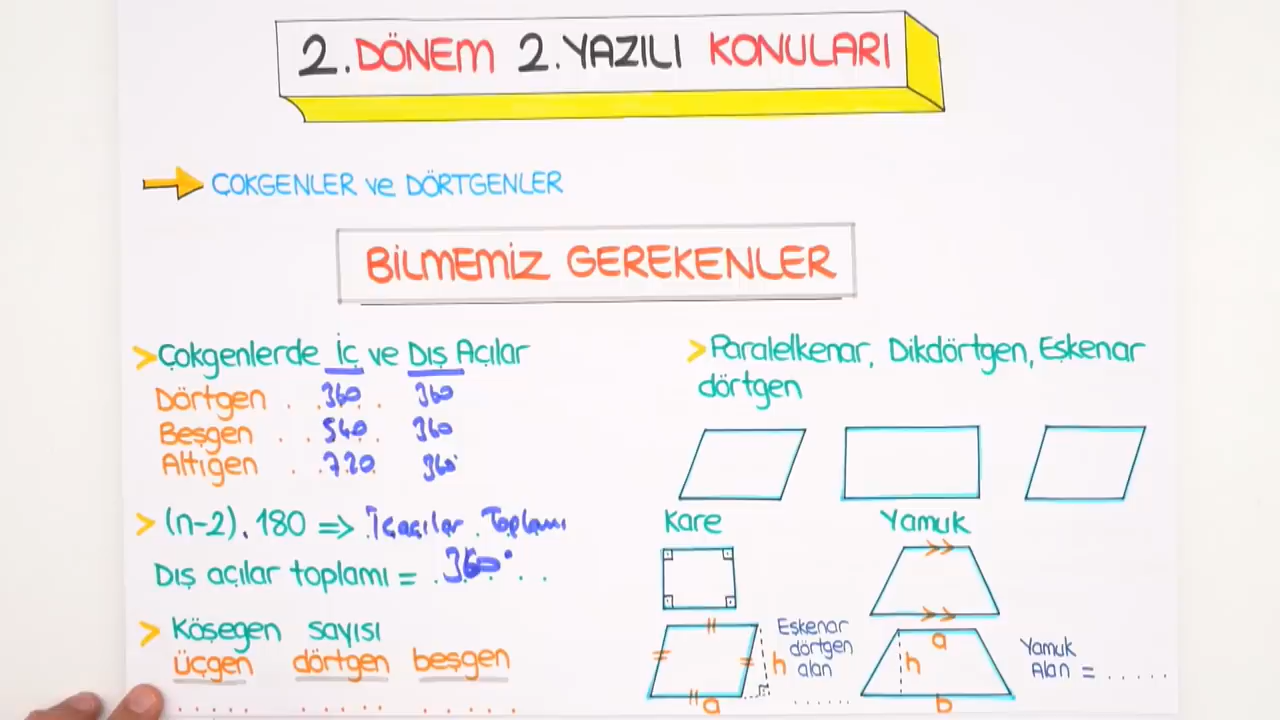 2. DÖNEM 2. YAZILI KONULARI
ÇOKGENLER ve DÖRTGENLER
BİLMEMİZ GEREKENLER
> Çokgenlerde İç ve Dış Açılar
Dörtgen . . 360 . 360
Beşgen . . 540 . 360
Altıgen . . 720 . 360°
> (n-2). 180 => İç açılar Toplamı
Dış açılar toplamı = . 360° . .
> Köşegen sayısı
üçgen dörtgen beşgen
..... ..... .....
> Paralelkenar, Dikdörtgen, Eşkenar
dörtgen
Kare Yamuk
Eşkenar
dörtgen
alan
......
h
a
a
h
b
Yamuk
Alan = ......